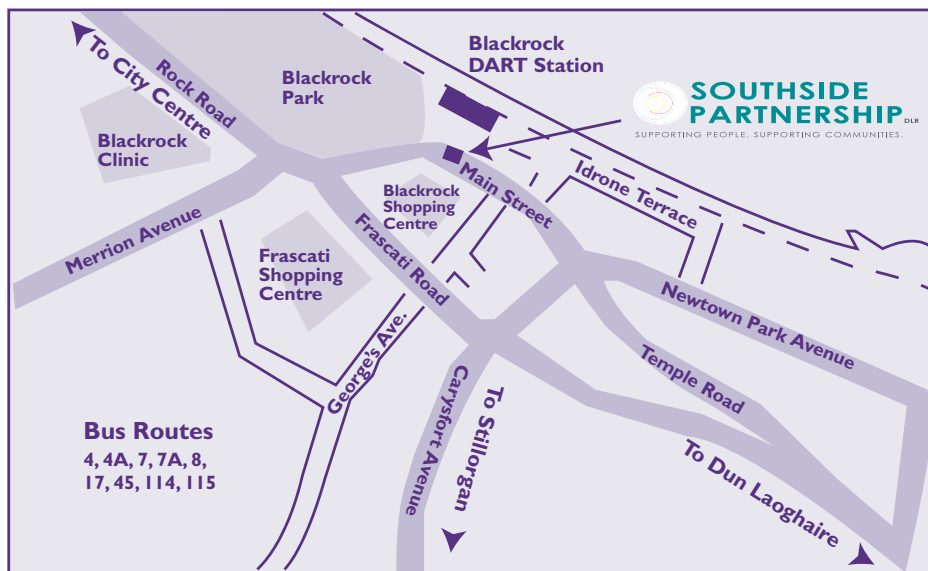 To City Centre
Rock Road
Blackrock
Park
Blackrock
DART Station
SOUTHSIDE
PARTNERSHIP DLR
SUPPORTING PEOPLE. SUPPORTING COMMUNITIES.
Blackrock
Clinic
Main Street
Idrone Terrace
Blackrock
Shopping
Centre
Merrion Avenue
Frascati
Shopping
Centre
Frascati Road
Newtown Park Avenue
George's Ave.
Temple Road
Carysfort Avenue
To Stillorgan
To Dun Laoghaire
Bus Routes
4, 4A, 7, 7A, 8,
17, 45, 114, 115